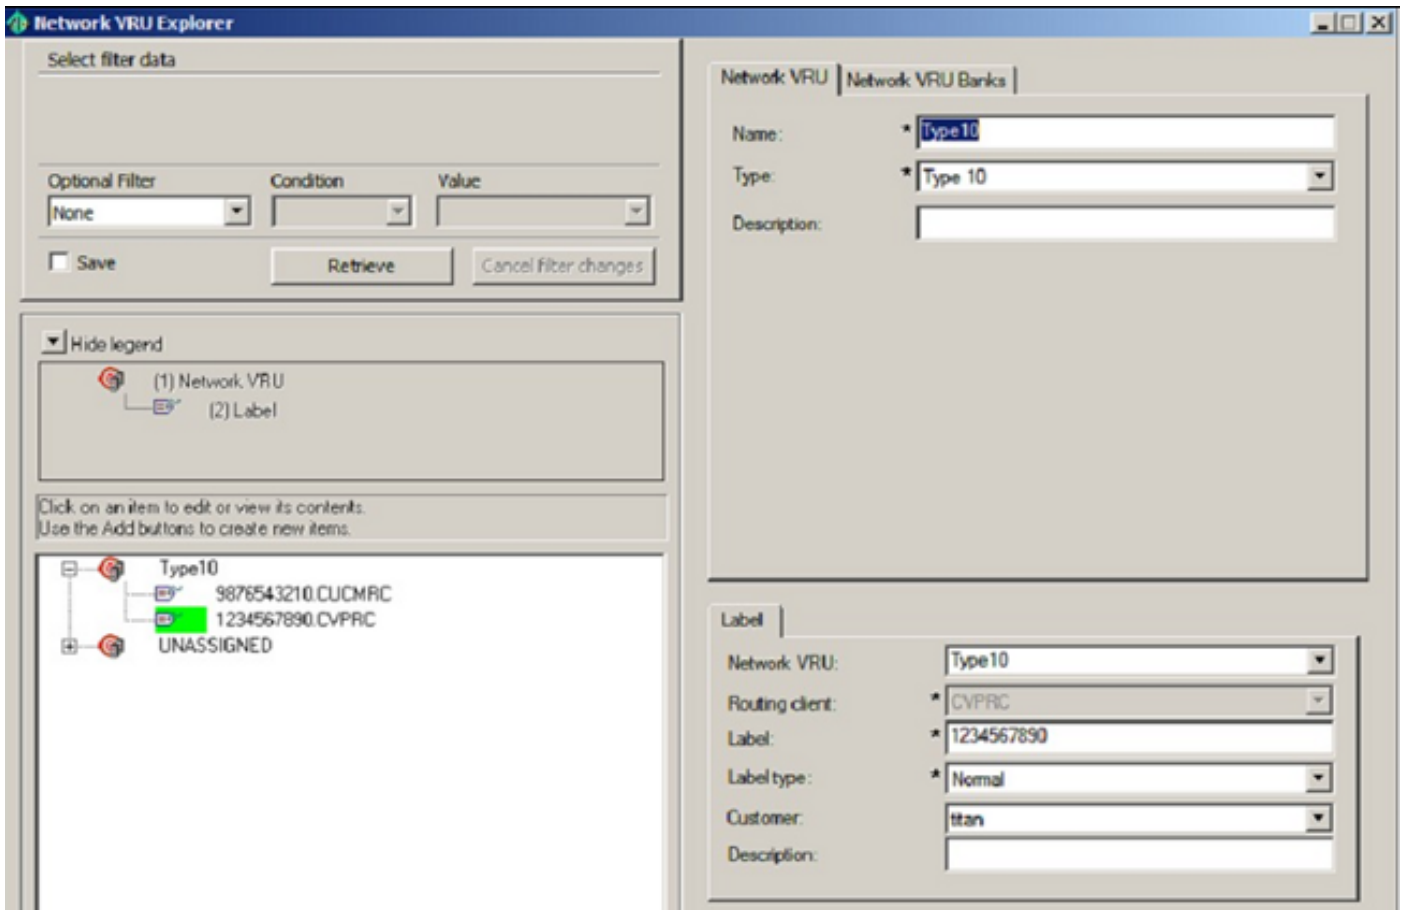 Network VRU Explorer
Select filter data
Optional Filter Condition Value
None
Save Retrieve Cancel filter changes
Hide legend
(1) Network VRU
(2) Label
Click on an item to edit or view its contents.
Use the Add buttons to create new items.
Type10
9876543210.CUCMRC
1234567890.CVPRC
UNASSIGNED
Network VRU Network VRU Banks
Name: * Type10
Type: * Type 10
Description:
Label
Network VRU: Type10
Routing client: * CVPRC
Label: * 1234567890
Label type: * Normal
Customer: titan
Description: